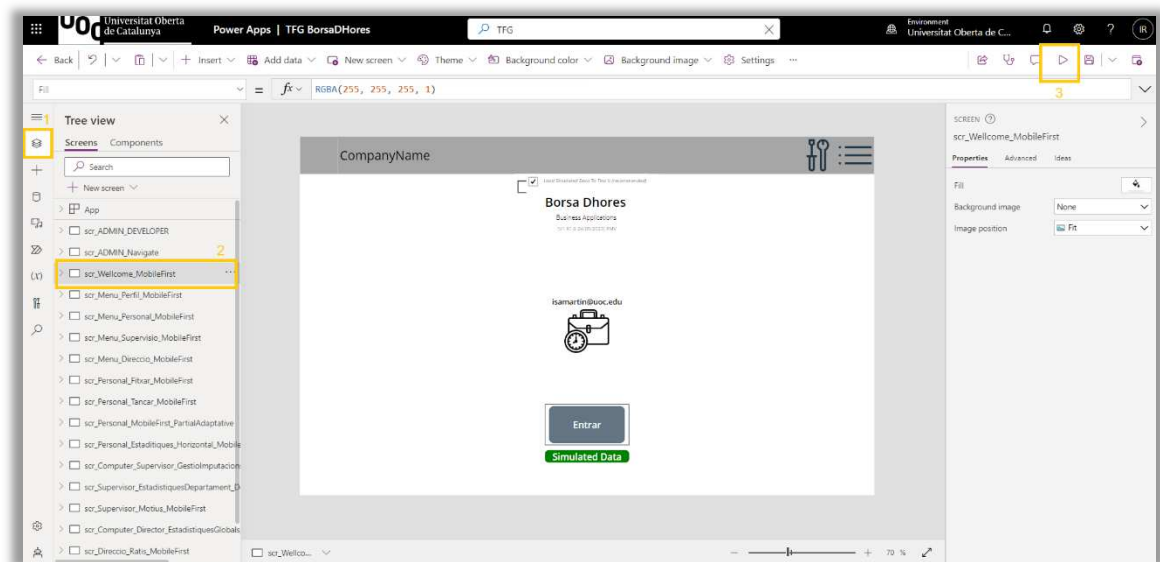 UOC Universitat Oberta
de Catalunya
Power Apps | TFG BorsaDHores
TFG
Environment
Universitat Oberta de C...
IR
Back
Insert
Add data
New screen
Theme
Background color
Background image
Settings
...
3
Fill
=
fx
RGBA(255, 255, 255, 1)
1
Tree view
Screens Components
Search
New screen
App
scr_ADMIN_DEVELOPER
scr_ADMIN_Navigate
2
scr_Wellcome_MobileFirst
...
scr_Menu_Perfil_MobileFirst
scr_Menu_Personal_MobileFirst
scr_Menu_Supervisio_MobileFirst
scr_Menu_Direccio_MobileFirst
scr_Personal_Fitxar_MobileFirst
scr_Personal_Tancar_MobileFirst
scr_Personal_MobileFirst_PartialAdaptative
scr_Personal_Estaditiques_Horizontal_Mobile
scr_Computer_Supervisor_GestioImputacion
scr_Supervisor_EstadistiquesDepartament_D
scr_Supervisor_Motius_MobileFirst
scr_Computer_Director_EstadistiquesGlobals
scr_Direccio_Ratis_MobileFirst
CompanyName
Borsa Dhores
Business Applications
isamartin@uoc.edu
Entrar
Simulated Data
scr_Wellco...
70 %
SCREEN
scr_Wellcome_MobileFirst
Properties Advanced Ideas
Fill
Background image None
Image position Fit